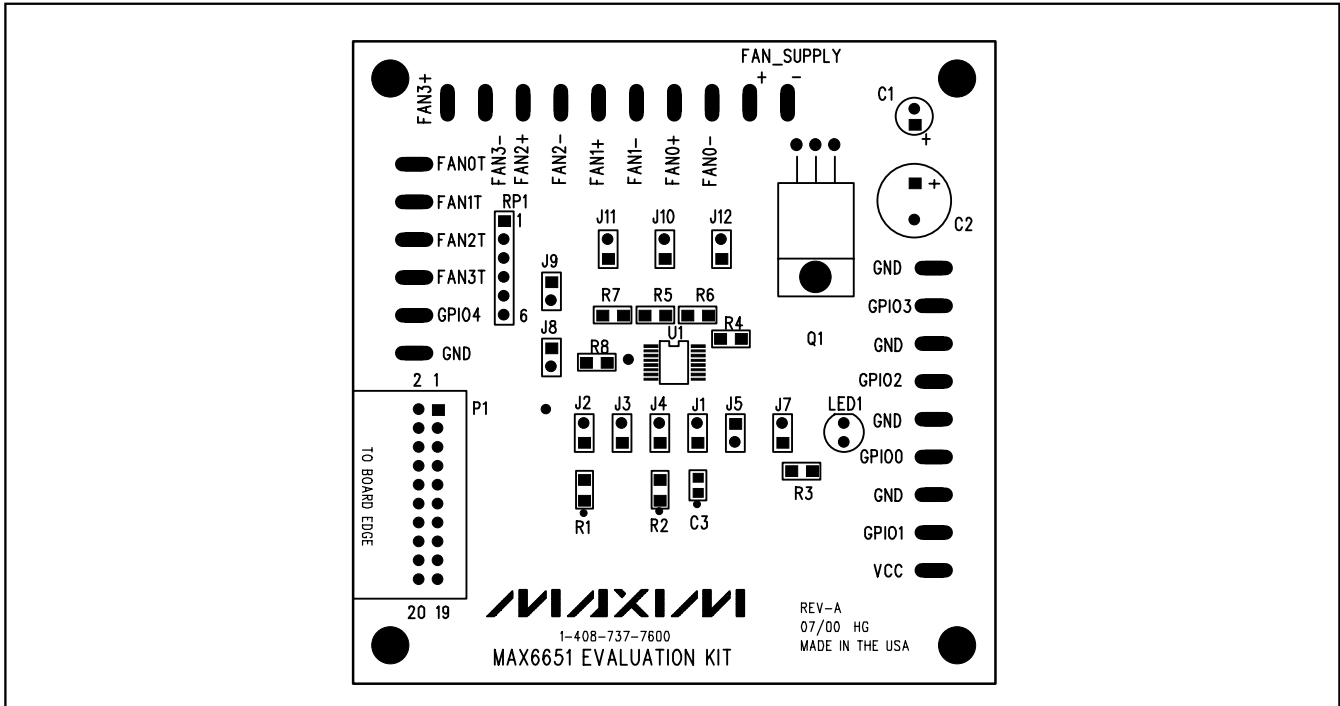 FAN_SUPPLY
+ -
FAN3+
C1
+
FAN3-
FAN2+
FAN2-
FAN1+
FAN1-
FAN0+
FAN0-
FAN0T
FAN1T
FAN2T
FAN3T
GPIO4
GND
RP1
1
6
J11
J10
J12
+
C2
J9
J8
R7
R5
R6
R4
U1
R8
Q1
GND
GPIO3
GND
GPIO2
GND
GPIO0
GND
GPIO1
VCC
2 1
P1
TO BOARD EDGE
20 19
J2
J3
J4
J1
J5
J7
LED1
R3
R1
R2
C3
MAXIM
1-408-737-7600
MAX6651 EVALUATION KIT
REV-A
07/00 HG
MADE IN THE USA